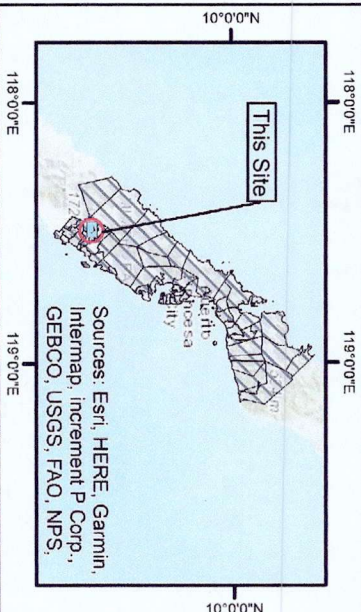 118°0'0"E
119°0'0"E
10°0'0"N
10°0'0"N
This Site
City
Sources: Esri, HERE, Garmin,
Intermap, increment P Corp.,
GEBCO, USGS, FAO, NPS,
118°0'0"E
119°0'0"E